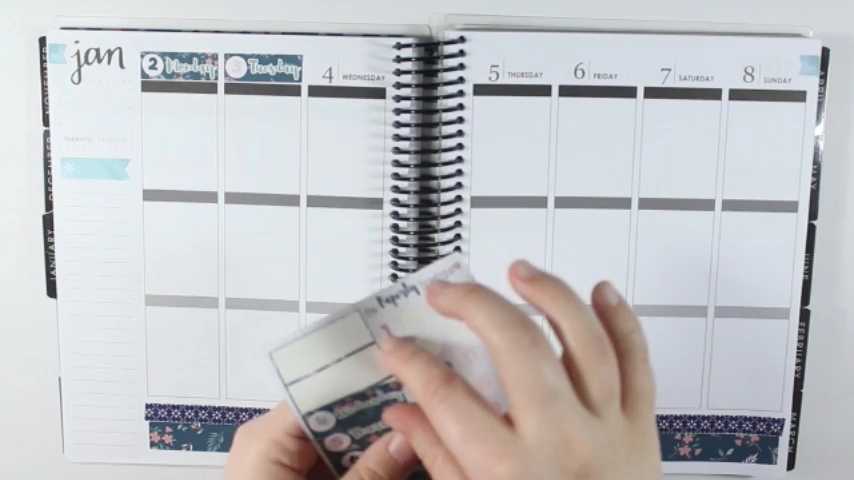 jan
2 Monday
3 Tuesday
4 WEDNESDAY
5 THURSDAY
6 FRIDAY
7 SATURDAY
8 SUNDAY
NOVEMBER
DECEMBER
JANUARY
APRIL
MAY
JUNE
FEBRUARY
MARCH